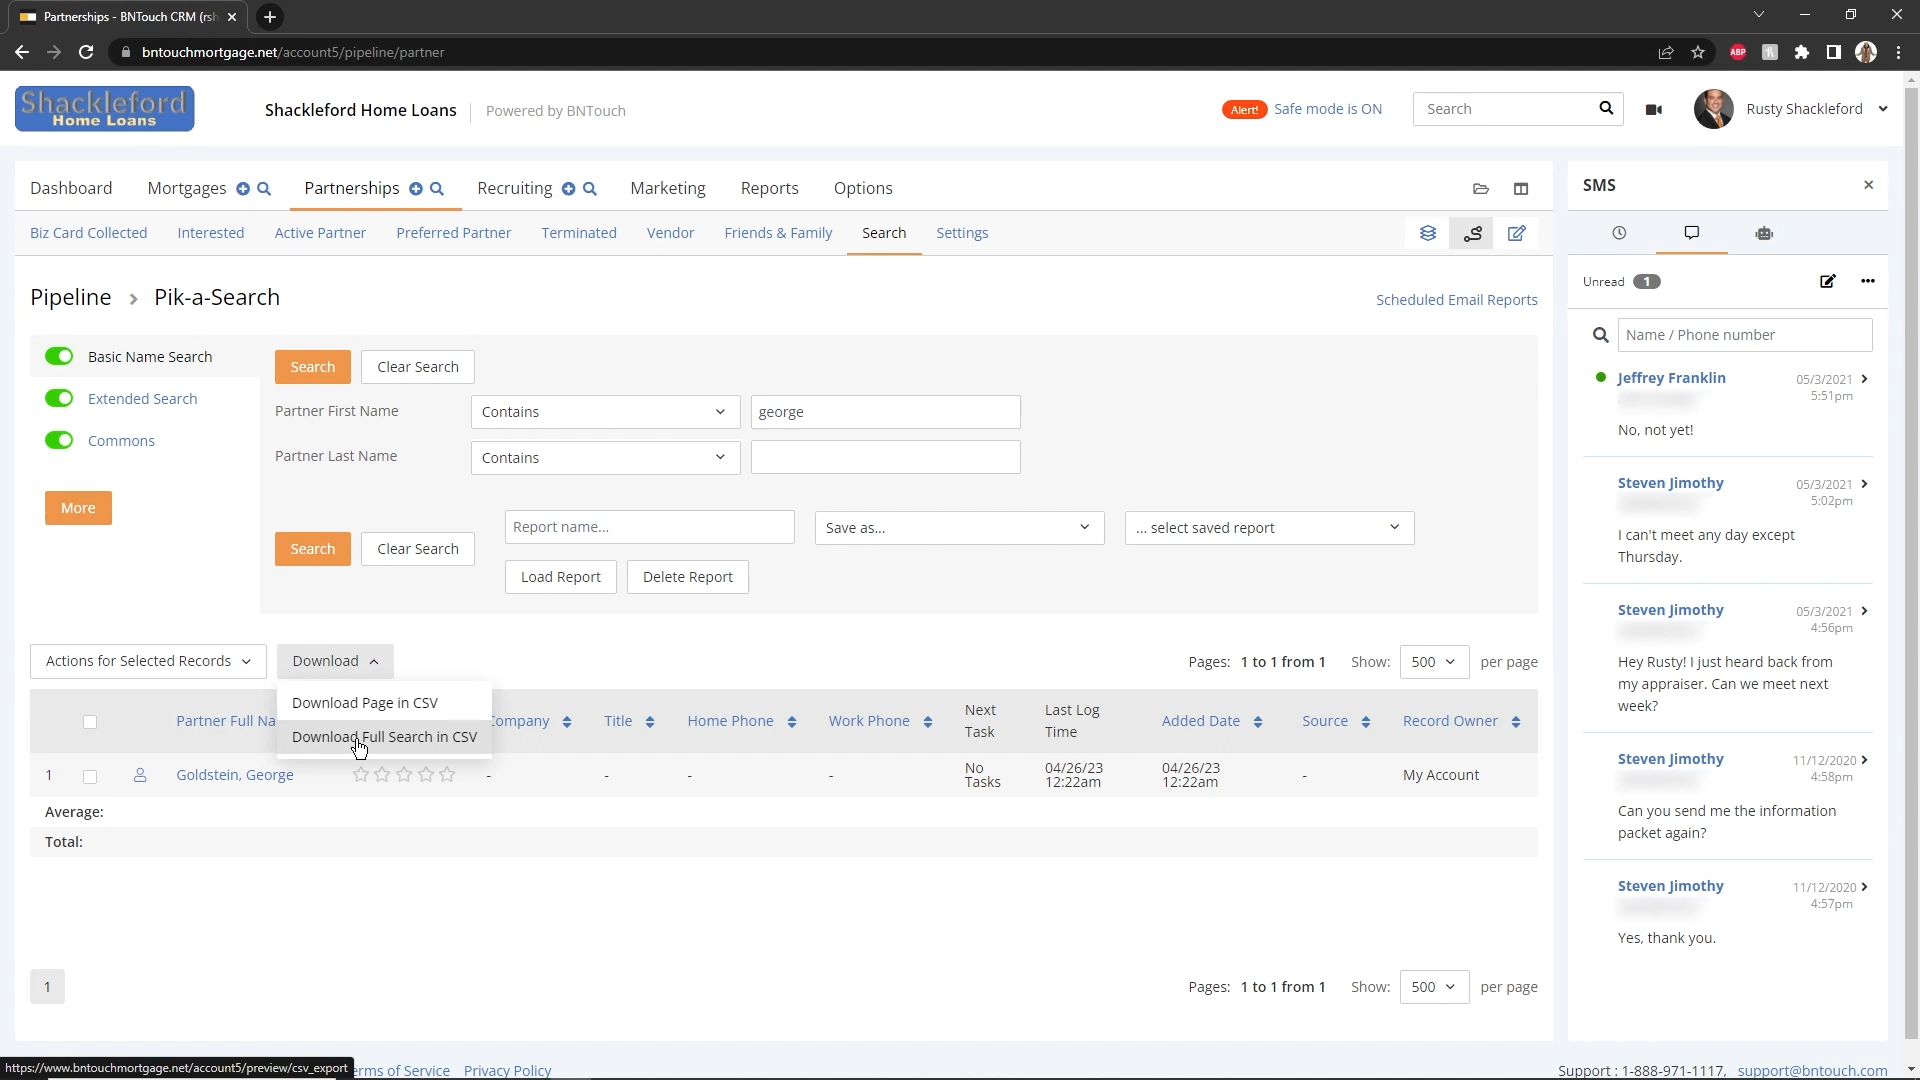 Partnerships - BNTouch CRM (rsh
bntouchmortgage.net/account5/pipeline/partner
ABP
Shackleford
Home Loans
Shackleford Home Loans
Powered by BNTouch
Alert! Safe mode is ON
Search
Rusty Shackleford
Dashboard Mortgages Partnerships Recruiting Marketing Reports Options
Biz Card Collected Interested Active Partner Preferred Partner Terminated Vendor Friends & Family Search Settings
Pipeline > Pik-a-Search
Scheduled Email Reports
Basic Name Search
Extended Search
Commons
More
Search Clear Search
Partner First Name Contains george
Partner Last Name Contains
Report name... Save as... ... select saved report
Search Clear Search
Load Report Delete Report
Actions for Selected Records Download
Pages: 1 to 1 from 1 Show: 500 per page
Download Page in CSV
Download Full Search in CSV
Partner Full Na Company Title Home Phone Work Phone Next Task Last Log Time Added Date Source Record Owner
1 Goldstein, George - - - - No Tasks 04/26/23 12:22am 04/26/23 12:22am - My Account
Average:
Total:
1
Pages: 1 to 1 from 1 Show: 500 per page
SMS
Unread 1
Name / Phone number
Jeffrey Franklin 05/3/2021
5:51pm
No, not yet!
Steven Jimothy 05/3/2021
5:02pm
I can't meet any day except
Thursday.
Steven Jimothy 05/3/2021
4:56pm
Hey Rusty! I just heard back from
my appraiser. Can we meet next
week?
Steven Jimothy 11/12/2020
4:58pm
Can you send me the information
packet again?
Steven Jimothy 11/12/2020
4:57pm
Yes, thank you.
https://www.bntouchmortgage.net/account5/preview/csv_export
erms of Service Privacy Policy
Support : 1-888-971-1117, support@bntouch.com